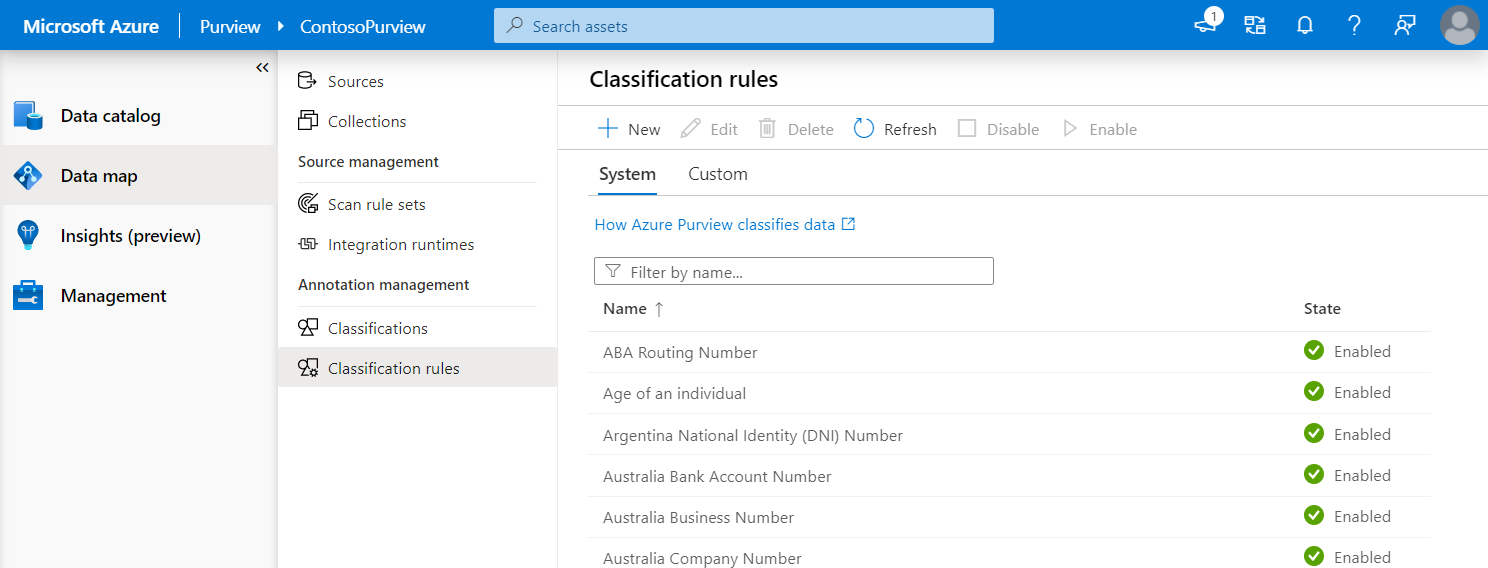 Microsoft Azure Purview ContosoPurview Search assets 1
Data catalog
Data map
Insights (preview)
Management
Sources
Collections
Source management
Scan rule sets
Integration runtimes
Annotation management
Classifications
Classification rules
Classification rules
New Edit Delete Refresh Disable Enable
System Custom
How Azure Purview classifies data
Filter by name...
Name State
ABA Routing Number Enabled
Age of an individual Enabled
Argentina National Identity (DNI) Number Enabled
Australia Bank Account Number Enabled
Australia Business Number Enabled
Australia Company Number Enabled